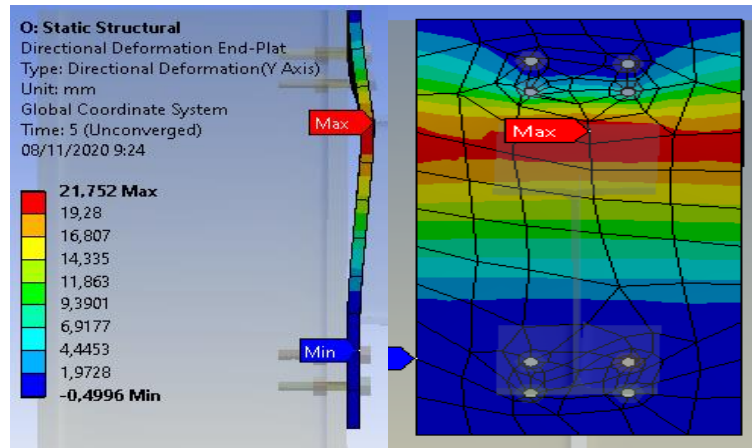 O: Static Structural
Directional Deformation End-Plat
Type: Directional Deformation(Y Axis)
Unit: mm
Global Coordinate System
Time: 5 (Unconverged)
08/11/2020 9:24
21,752 Max
19,28
16,807
14,335
11,863
9,3901
6,9177
4,4453
1,9728
-0,4996 Min
Max
Min
Max